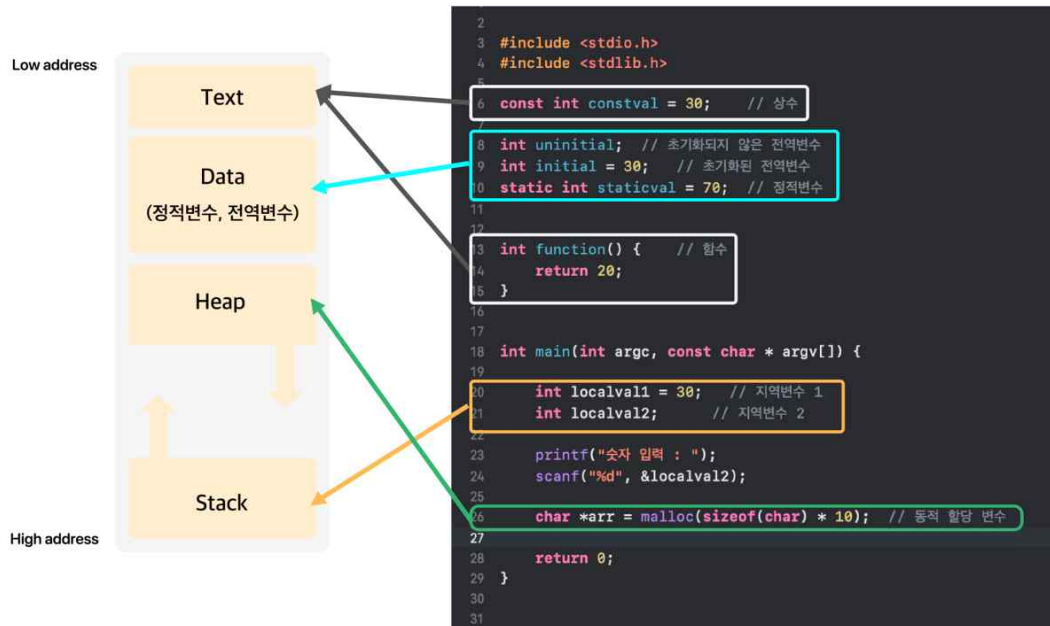 Low address
Text
Data
(정적변수, 전역변수)
Heap
Stack
High address
2
3 #include <stdio.h>
4 #include <stdlib.h>
5
6 const int constval = 30;    // 상수
7
8 int uninitial;  // 초기화되지 않은 전역변수
9 int initial = 30;   // 초기화된 전역변수
10 static int staticval = 70;  // 정적변수
11
12
13 int function() {    // 함수
14     return 20;
15 }
16
17
18 int main(int argc, const char * argv[]) {
19
20     int localval1 = 30;   // 지역변수 1
21     int localval2;      // 지역변수 2
22
23     printf("숫자 입력 : ");
24     scanf("%d", &localval2);
25
26     char *arr = malloc(sizeof(char) * 10);  // 동적 할당 변수
27
28     return 0;
29 }
30
31